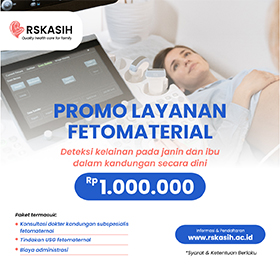 RSKASIH
Quality health care for family
PROMO LAYANAN
FETOMATERIAL
Deteksi kelainan pada janin dan ibu
dalam kandungan secara dini
Rp 1.000.000
Paket termasuk:
Konsultasi dokter kandungan subspesialis
fetomaternal
Tindakan USG fetomaternal
Biaya administrasi
Informasi & Pendaftaran
www.rskasih.ac.id
*Syarat & Ketentuan Berlaku